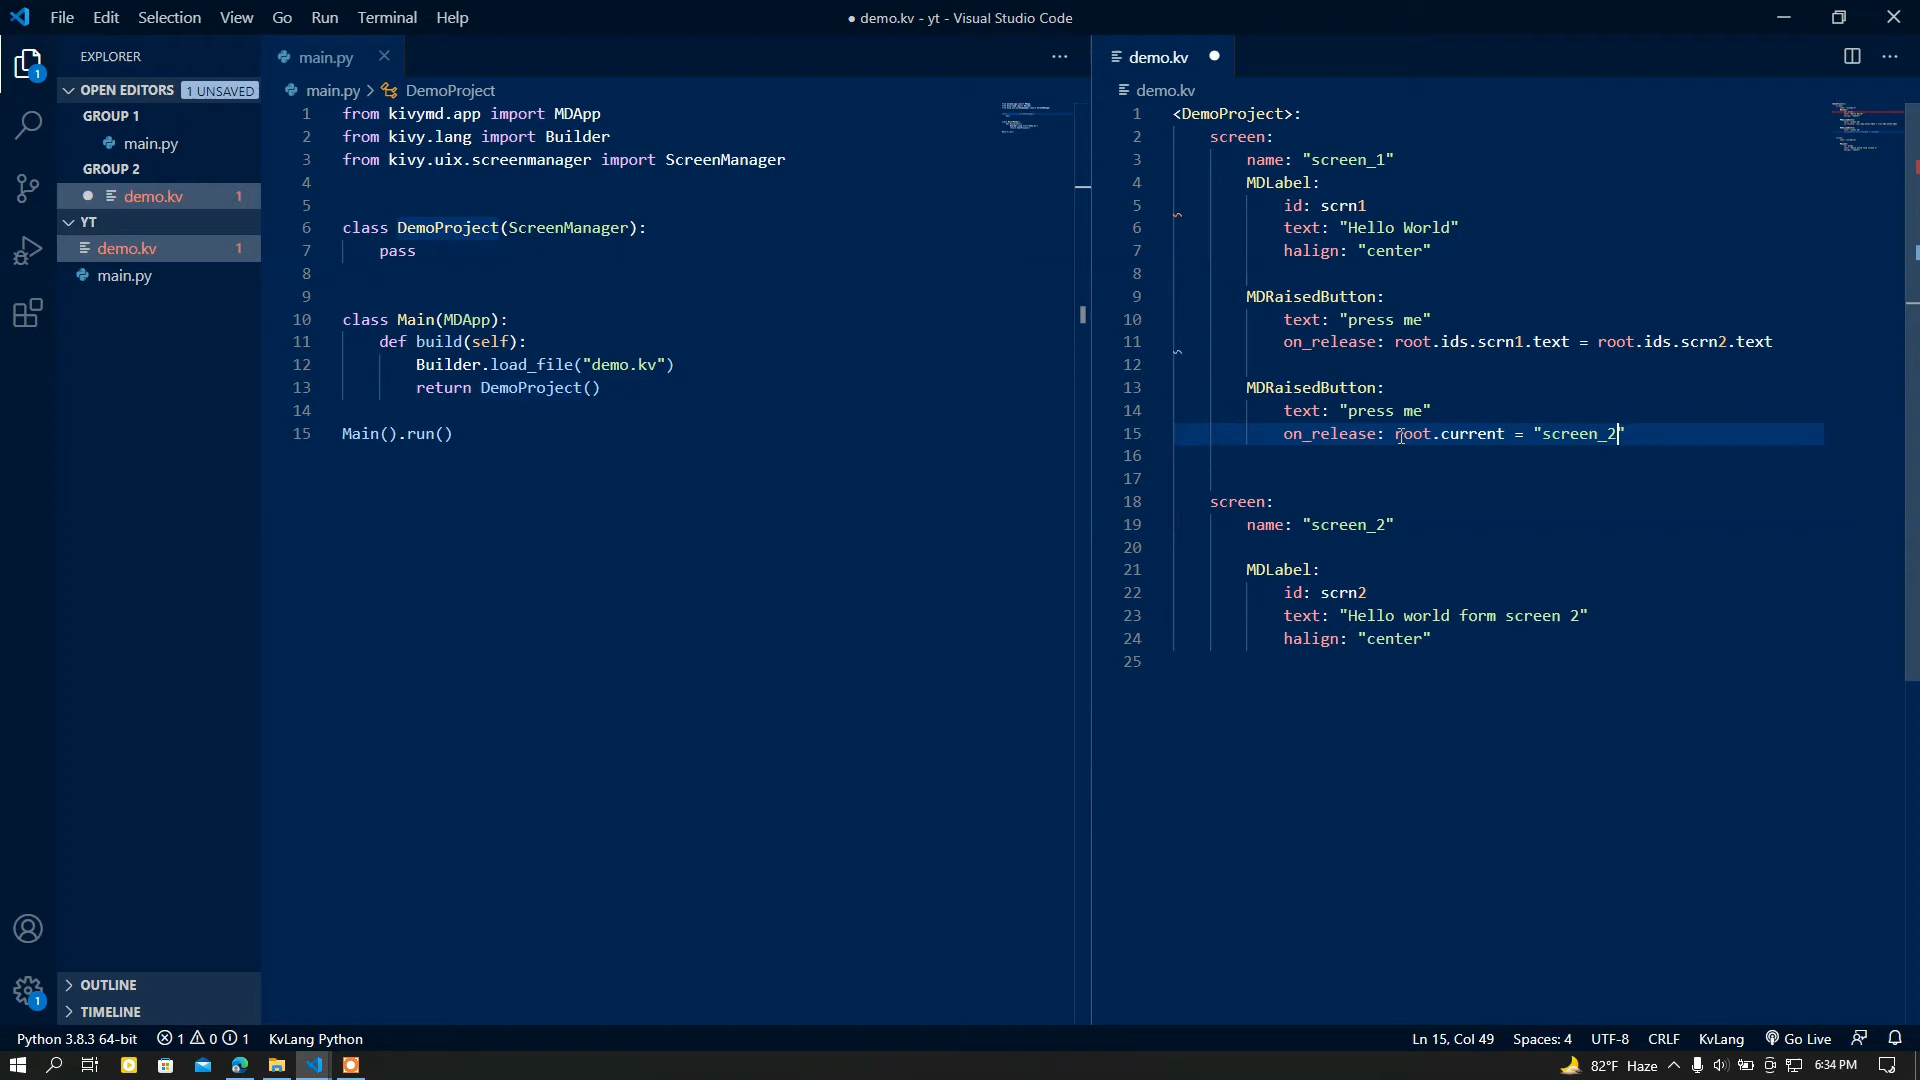 File Edit Selection View Go Run Terminal Help
● demo.kv - yt - Visual Studio Code
EXPLORER
OPEN EDITORS 1 UNSAVED
GROUP 1
main.py
GROUP 2
demo.kv 1
YT
demo.kv 1
main.py
OUTLINE
TIMELINE
main.py
main.py > DemoProject
1 from kivymd.app import MDApp
2 from kivy.lang import Builder
3 from kivy.uix.screenmanager import ScreenManager
4
5
6 class DemoProject(ScreenManager):
7 pass
8
9
10 class Main(MDApp):
11 def build(self):
12 Builder.load_file("demo.kv")
13 return DemoProject()
14
15 Main().run()
demo.kv
demo.kv
1 <DemoProject>:
2 screen:
3 name: "screen_1"
4 MDLabel:
5 id: scrn1
6 text: "Hello World"
7 halign: "center"
8
9 MDRaisedButton:
10 text: "press me"
11 on_release: root.ids.scrn1.text = root.ids.scrn2.text
12
13 MDRaisedButton:
14 text: "press me"
15 on_release: root.current = "screen_2"
16
17
18 screen:
19 name: "screen_2"
20
21 MDLabel:
22 id: scrn2
23 text: "Hello world form screen 2"
24 halign: "center"
25
1
1
Python 3.8.3 64-bit 1 0 1 KvLang Python
Ln 15, Col 49 Spaces: 4 UTF-8 CRLF KvLang Go Live
82°F Haze 6:34 PM